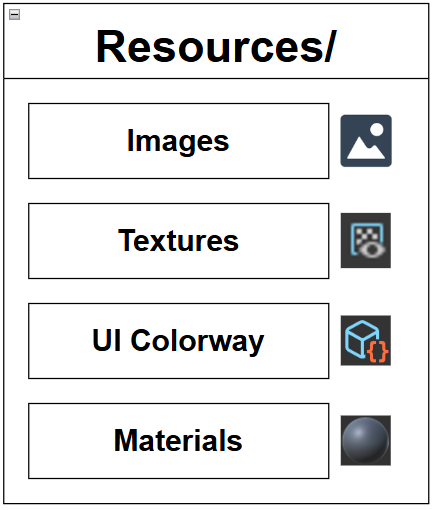 Resources/
Images
Textures
UI Colorway
{}
Materials